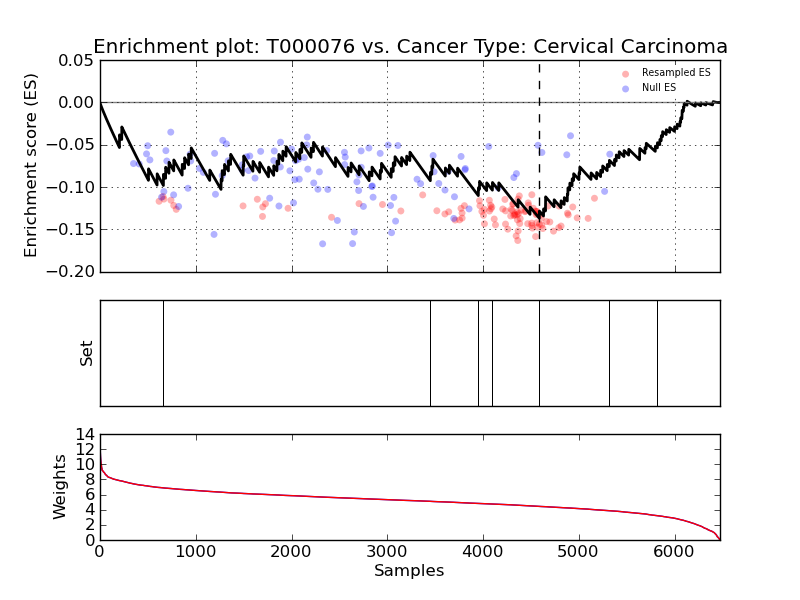 Enrichment plot: T000076 vs. Cancer Type: Cervical Carcinoma
Enrichment score (ES)
0.05
0.00
−0.05
−0.10
−0.15
−0.20
Resampled ES
Null ES
Set
Weights
14
12
10
8
6
4
2
0
0 1000 2000 3000 4000 5000 6000
Samples